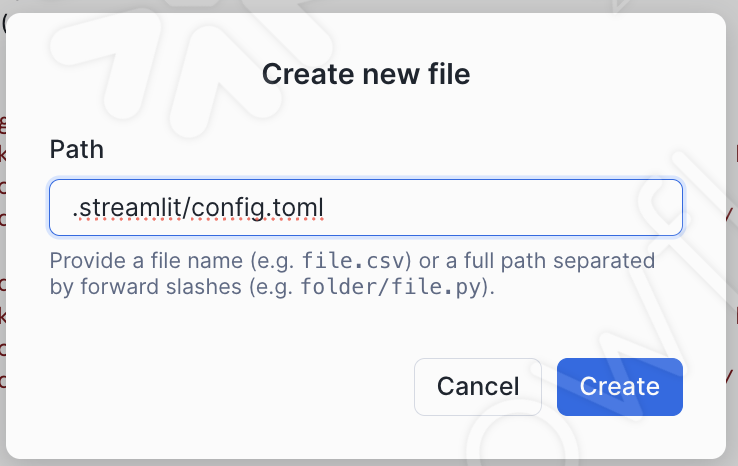 Create new file
Path
.streamlit/config.toml
Provide a file name (e.g. file.csv) or a full path separated
by forward slashes (e.g. folder/file.py).
Cancel
Create